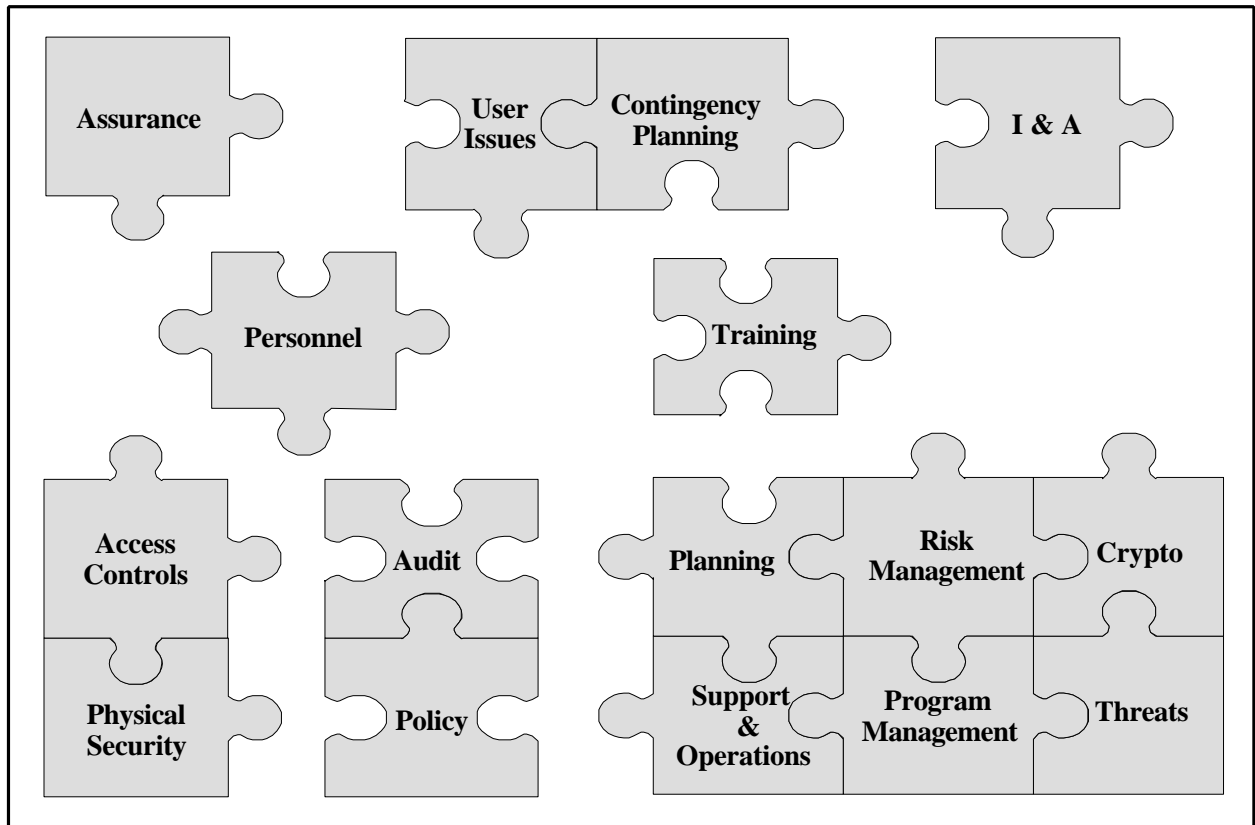 Assurance
User
Issues
Contingency
Planning
I & A
Personnel
Training
Access
Controls
Audit
Planning
Risk
Management
Crypto
Physical
Security
Policy
Support
&
Operations
Program
Management
Threats